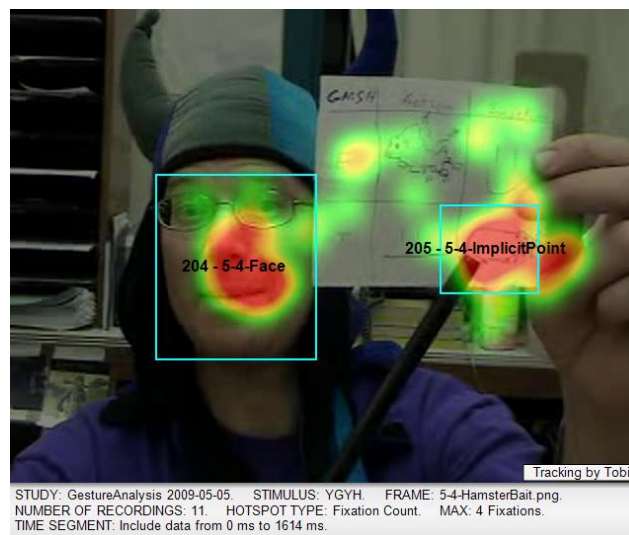 GMSH Action
204 - 5-4-Face
205 - 5-4-ImplicitPoint
Tracking by Tobi
STUDY: GestureAnalysis 2009-05-05. STIMULUS: YGYH. FRAME: 5-4-HamsterBait.png.
NUMBER OF RECORDINGS: 11. HOTSPOT TYPE: Fixation Count. MAX: 4 Fixations.
TIME SEGMENT: Include data from 0 ms to 1614 ms.